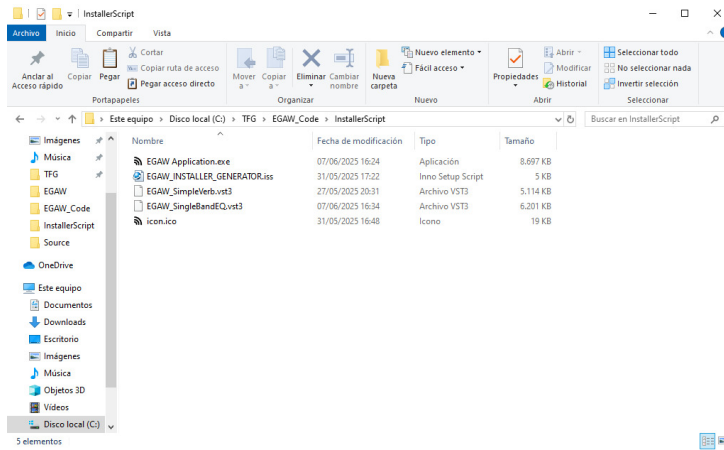 InstallerScript
Archivo Inicio Compartir Vista
Anclar al Acceso rápido
Copiar
Pegar
Cortar
Copiar ruta de acceso
Pegar acceso directo
Portapapeles
Mover a
Copiar a
Eliminar
Cambiar nombre
Organizar
Nueva carpeta
Nuevo elemento
Fácil acceso
Nuevo
Propiedades
Abrir
Modificar
Historial
Abrir
Seleccionar todo
No seleccionar nada
Invertir selección
Seleccionar
Este equipo > Disco local (C:) > TFG > EGAW_Code > InstallerScript
Buscar en InstallerScript
Imágenes
Música
TFG
EGAW
EGAW_Code
InstallerScript
Source
OneDrive
Este equipo
Documentos
Downloads
Escritorio
Imágenes
Música
Objetos 3D
Vídeos
Disco local (C:)
Nombre Fecha de modificación Tipo Tamaño
EGAW Application.exe 07/06/2025 16:24 Aplicación 8.697 KB
EGAW_INSTALLER_GENERATOR.iss 31/05/2025 17:22 Inno Setup Script 5 KB
EGAW_SimpleVerb.vst3 27/05/2025 20:31 Archivo VST3 5.114 KB
EGAW_SingleBandEQ.vst3 07/06/2025 16:34 Archivo VST3 6.201 KB
icon.ico 31/05/2025 16:48 Icono 19 KB
5 elementos